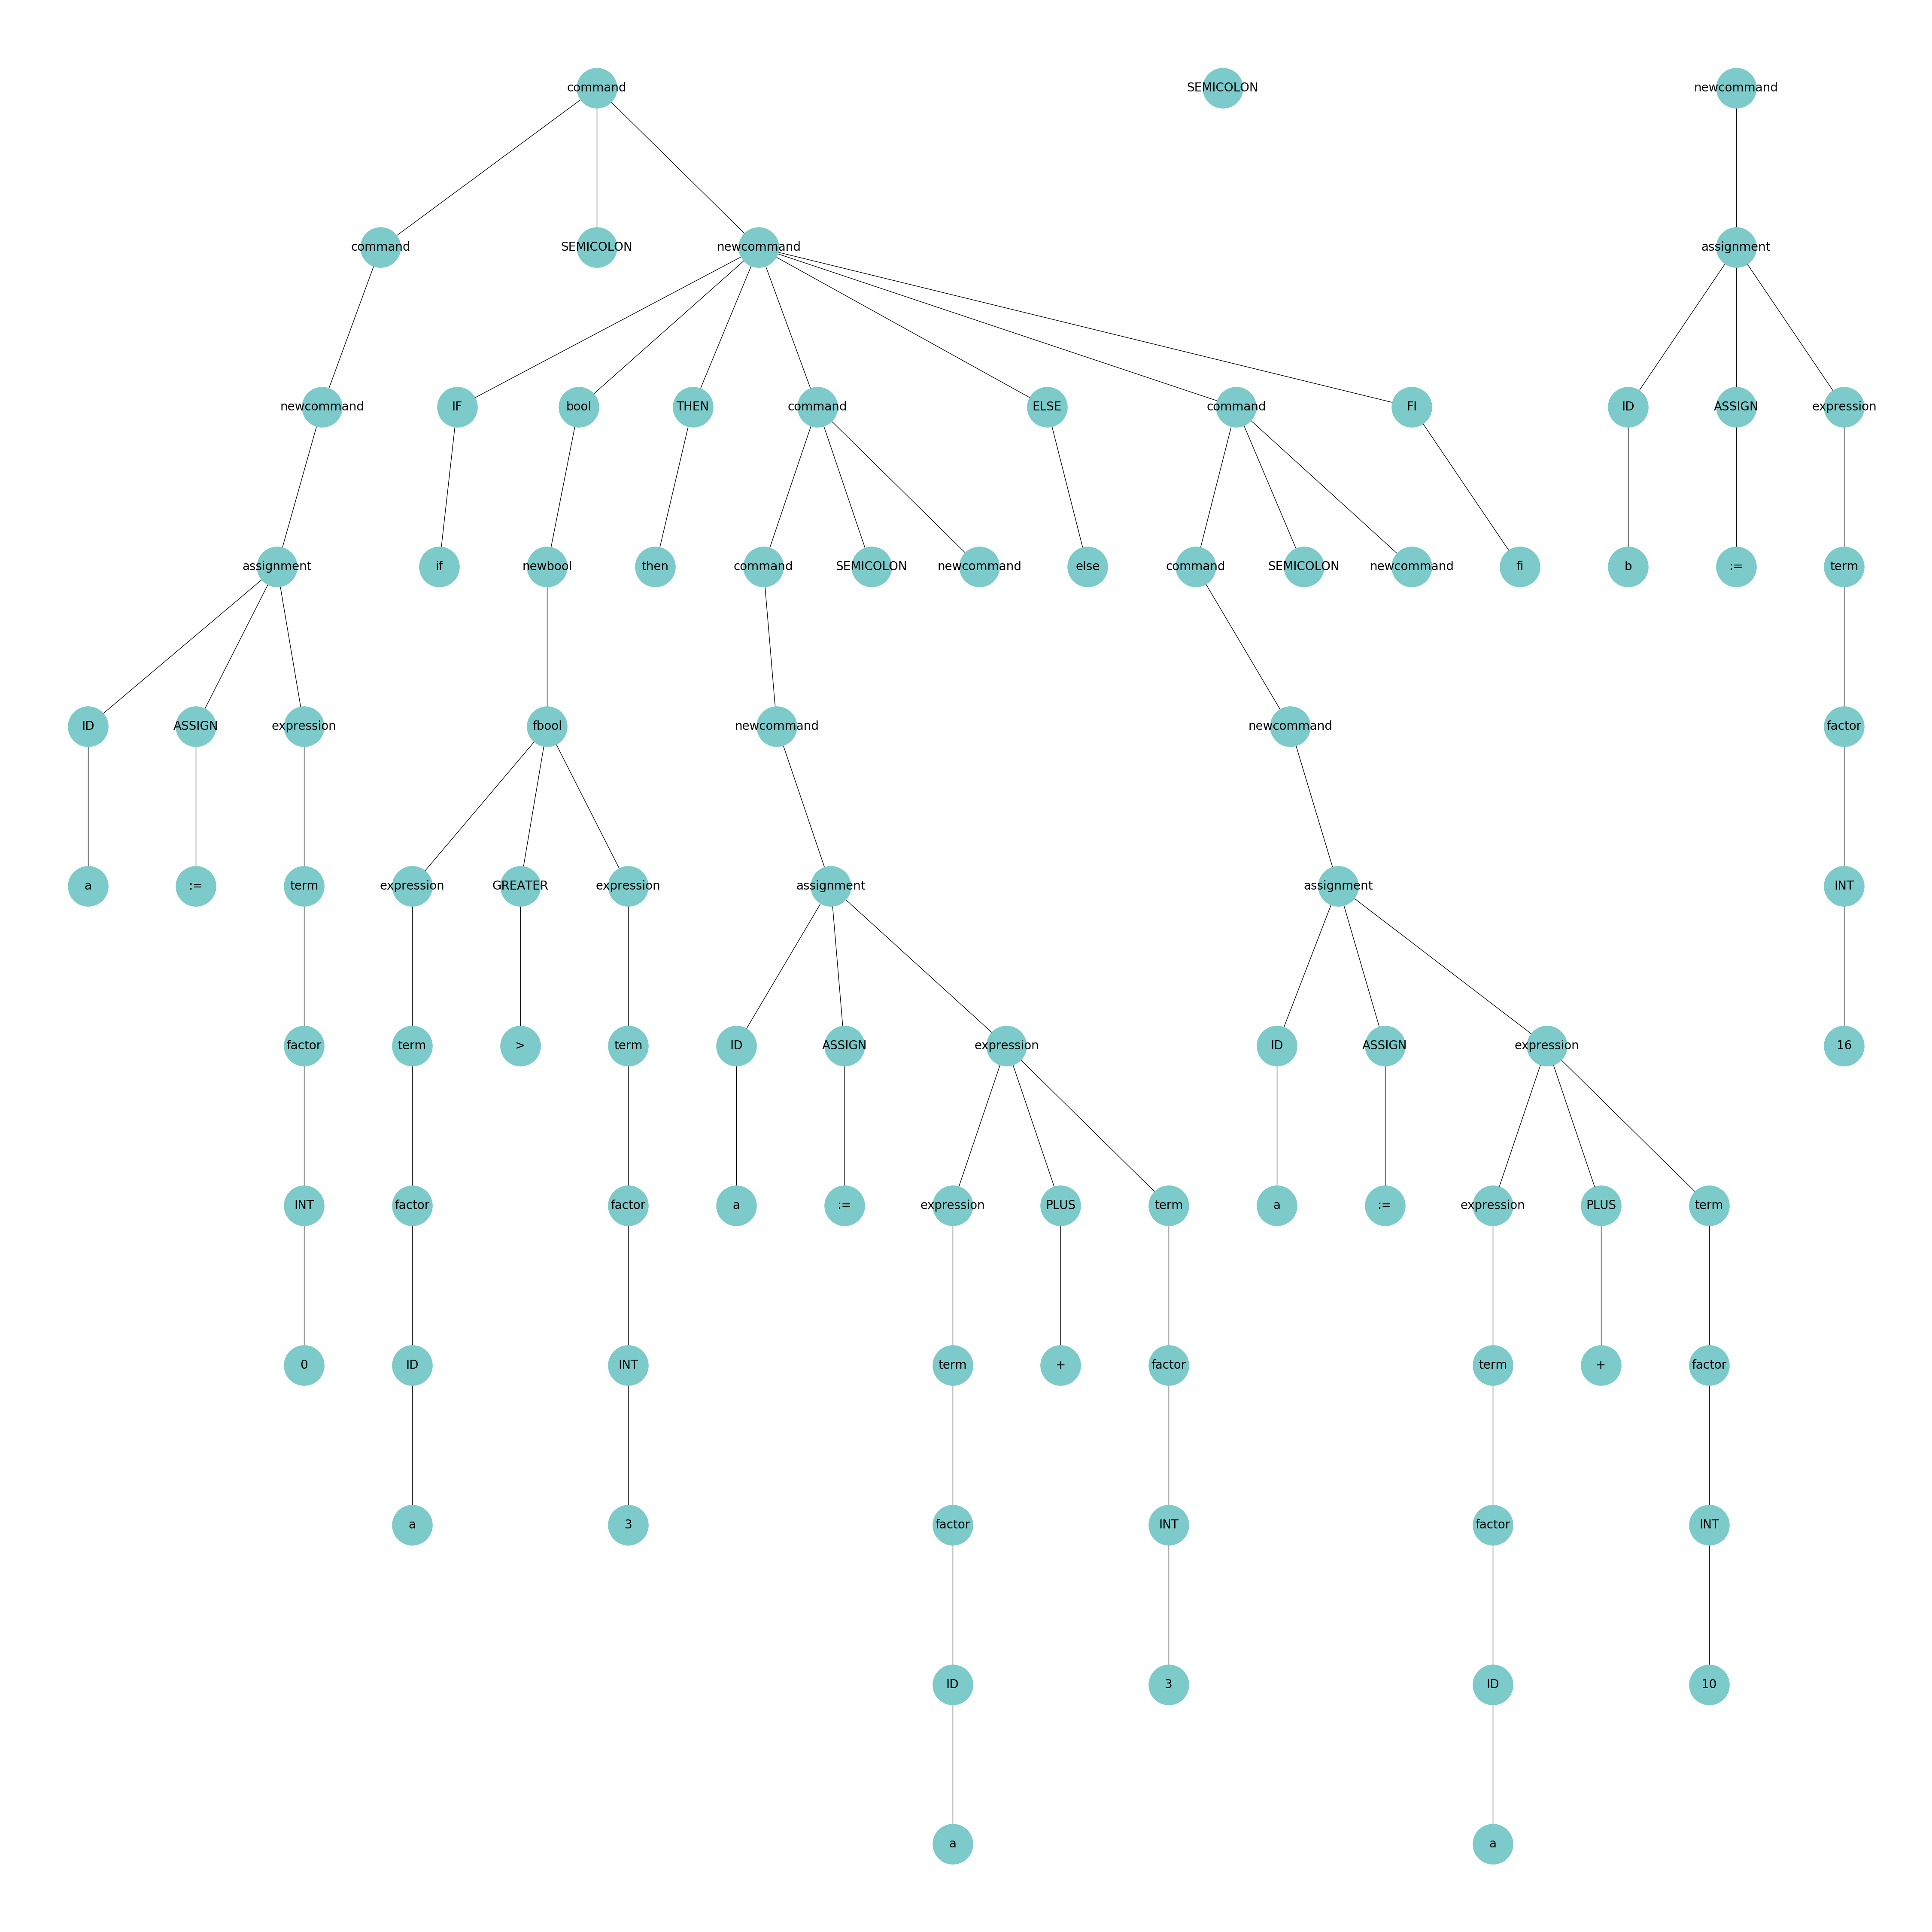 command SEMICOLON newcommand
command SEMICOLON newcommand assignment
newcommand IF bool THEN command ELSE command FI ID ASSIGN expression
assignment if newbool then command SEMICOLON newcommand else command SEMICOLON newcommand fi b := term
ID ASSIGN expression fbool newcommand newcommand factor
a := term expression GREATER expression assignment assignment INT
factor term > term ID ASSIGN expression ID ASSIGN expression 16
INT factor factor a := expression PLUS term a := expression PLUS term
0 ID INT term + factor term + factor
a 3 factor INT factor INT
ID 3 ID 10
a a